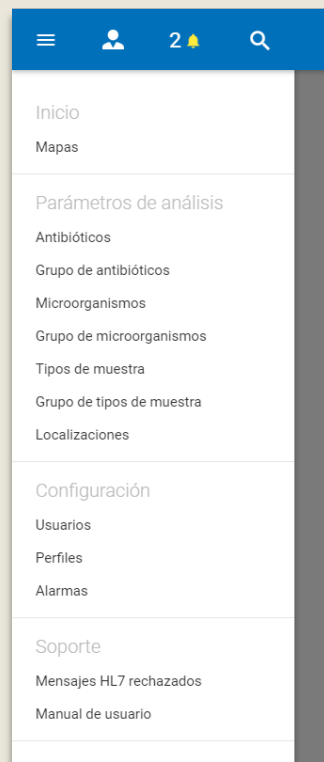 2
Inicio
Mapas
Parámetros de análisis
Antibióticos
Grupo de antibióticos
Microorganismos
Grupo de microorganismos
Tipos de muestra
Grupo de tipos de muestra
Localizaciones
Configuración
Usuarios
Perfiles
Alarmas
Soporte
Mensajes HL7 rechazados
Manual de usuario